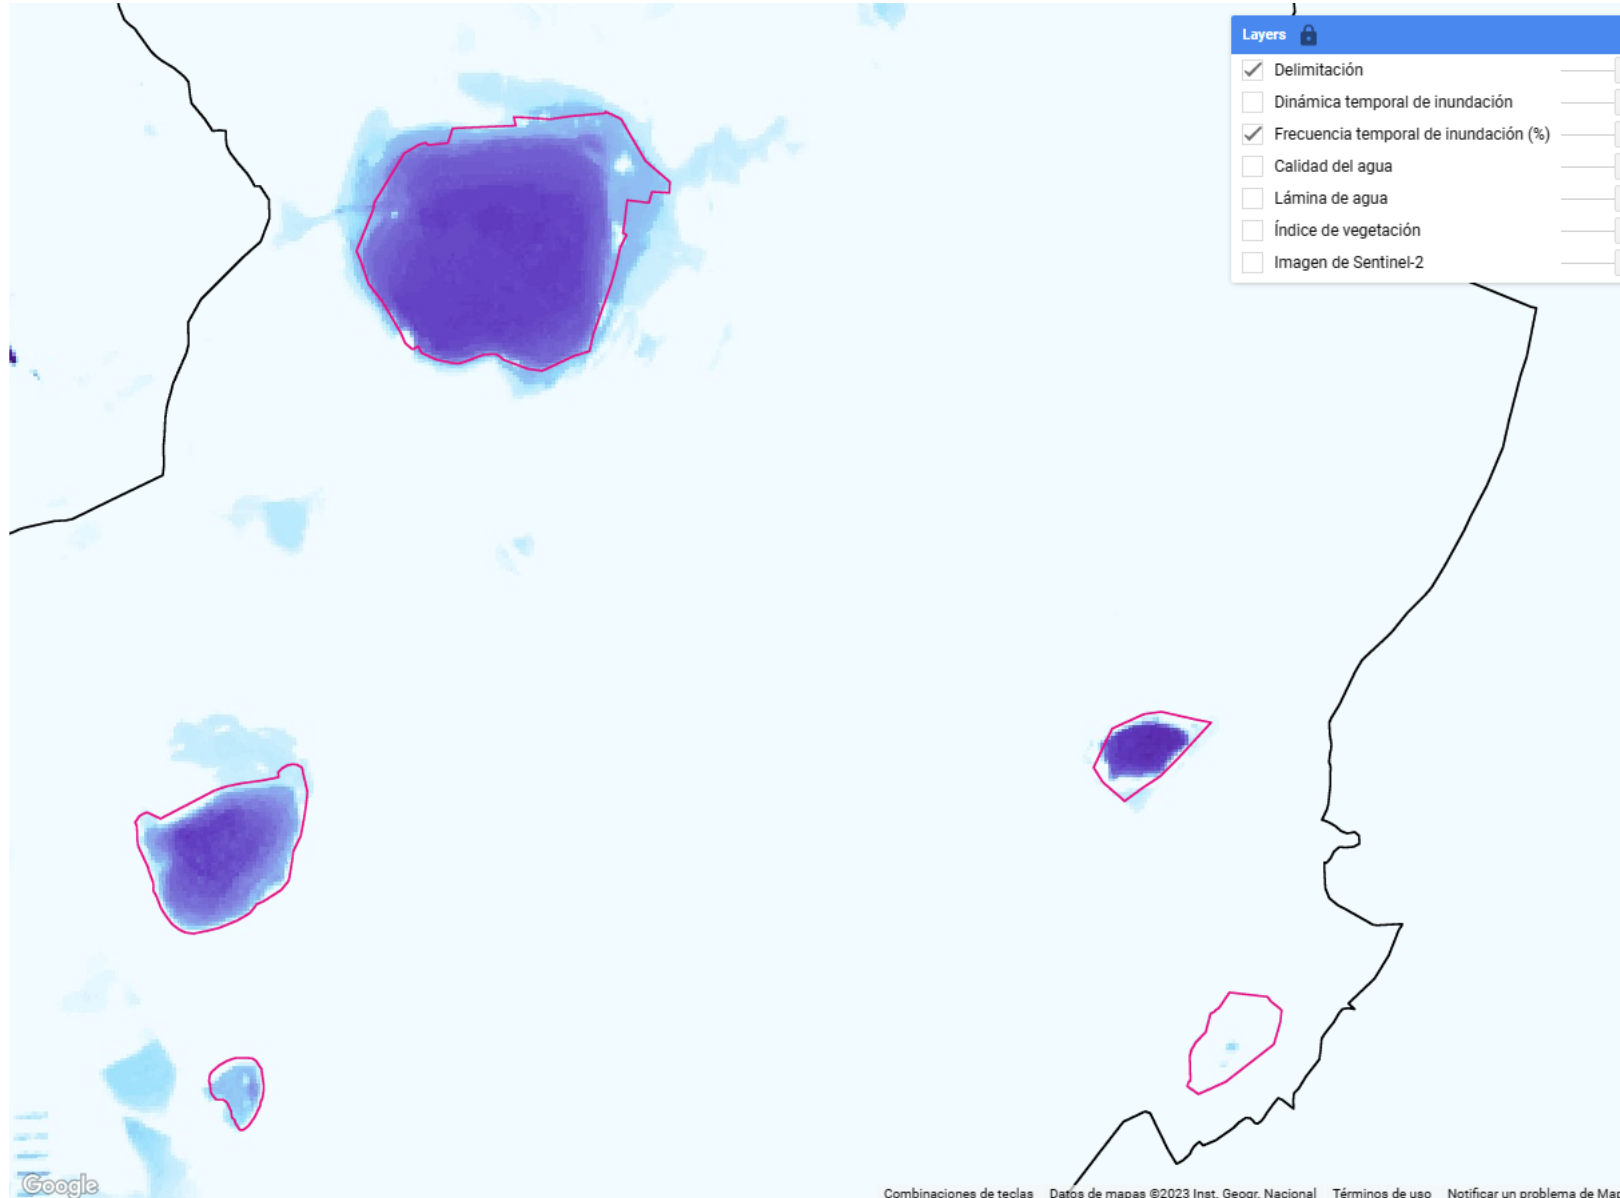 Layers
Delimitación
Dinámica temporal de inundación
Frecuencia temporal de inundación (%)
Calidad del agua
Lámina de agua
Índice de vegetación
Imagen de Sentinel-2
Google
Combinaciones de teclas Datos de mapas ©2023 Inst. Geogr. Nacional Términos de uso Notificar un problema de Map